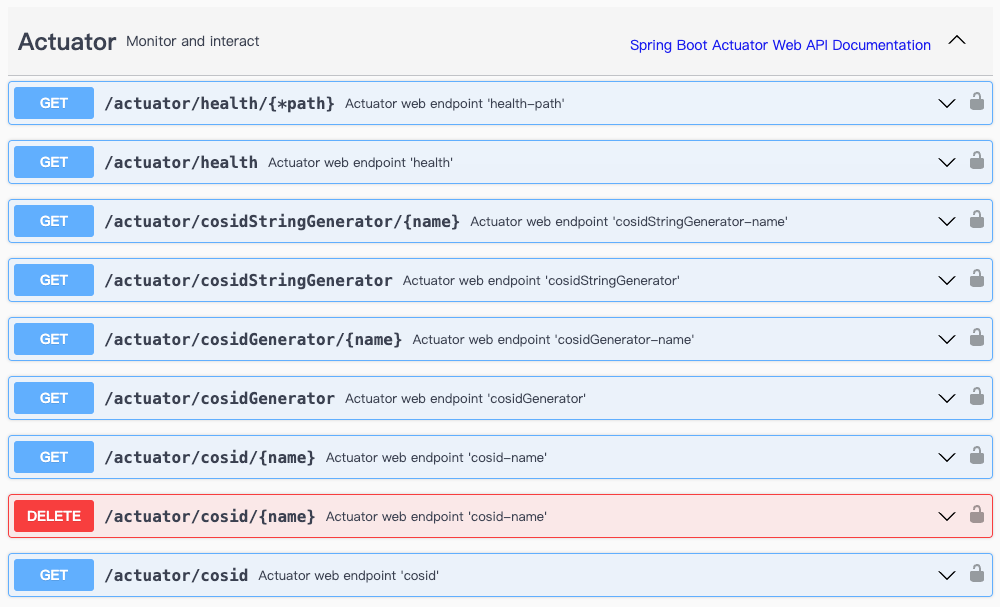 Actuator Monitor and interact Spring Boot Actuator Web API Documentation
GET /actuator/health/{*path} Actuator web endpoint 'health-path'
GET /actuator/health Actuator web endpoint 'health'
GET /actuator/cosidStringGenerator/{name} Actuator web endpoint 'cosidStringGenerator-name'
GET /actuator/cosidStringGenerator Actuator web endpoint 'cosidStringGenerator'
GET /actuator/cosidGenerator/{name} Actuator web endpoint 'cosidGenerator-name'
GET /actuator/cosidGenerator Actuator web endpoint 'cosidGenerator'
GET /actuator/cosid/{name} Actuator web endpoint 'cosid-name'
DELETE /actuator/cosid/{name} Actuator web endpoint 'cosid-name'
GET /actuator/cosid Actuator web endpoint 'cosid'